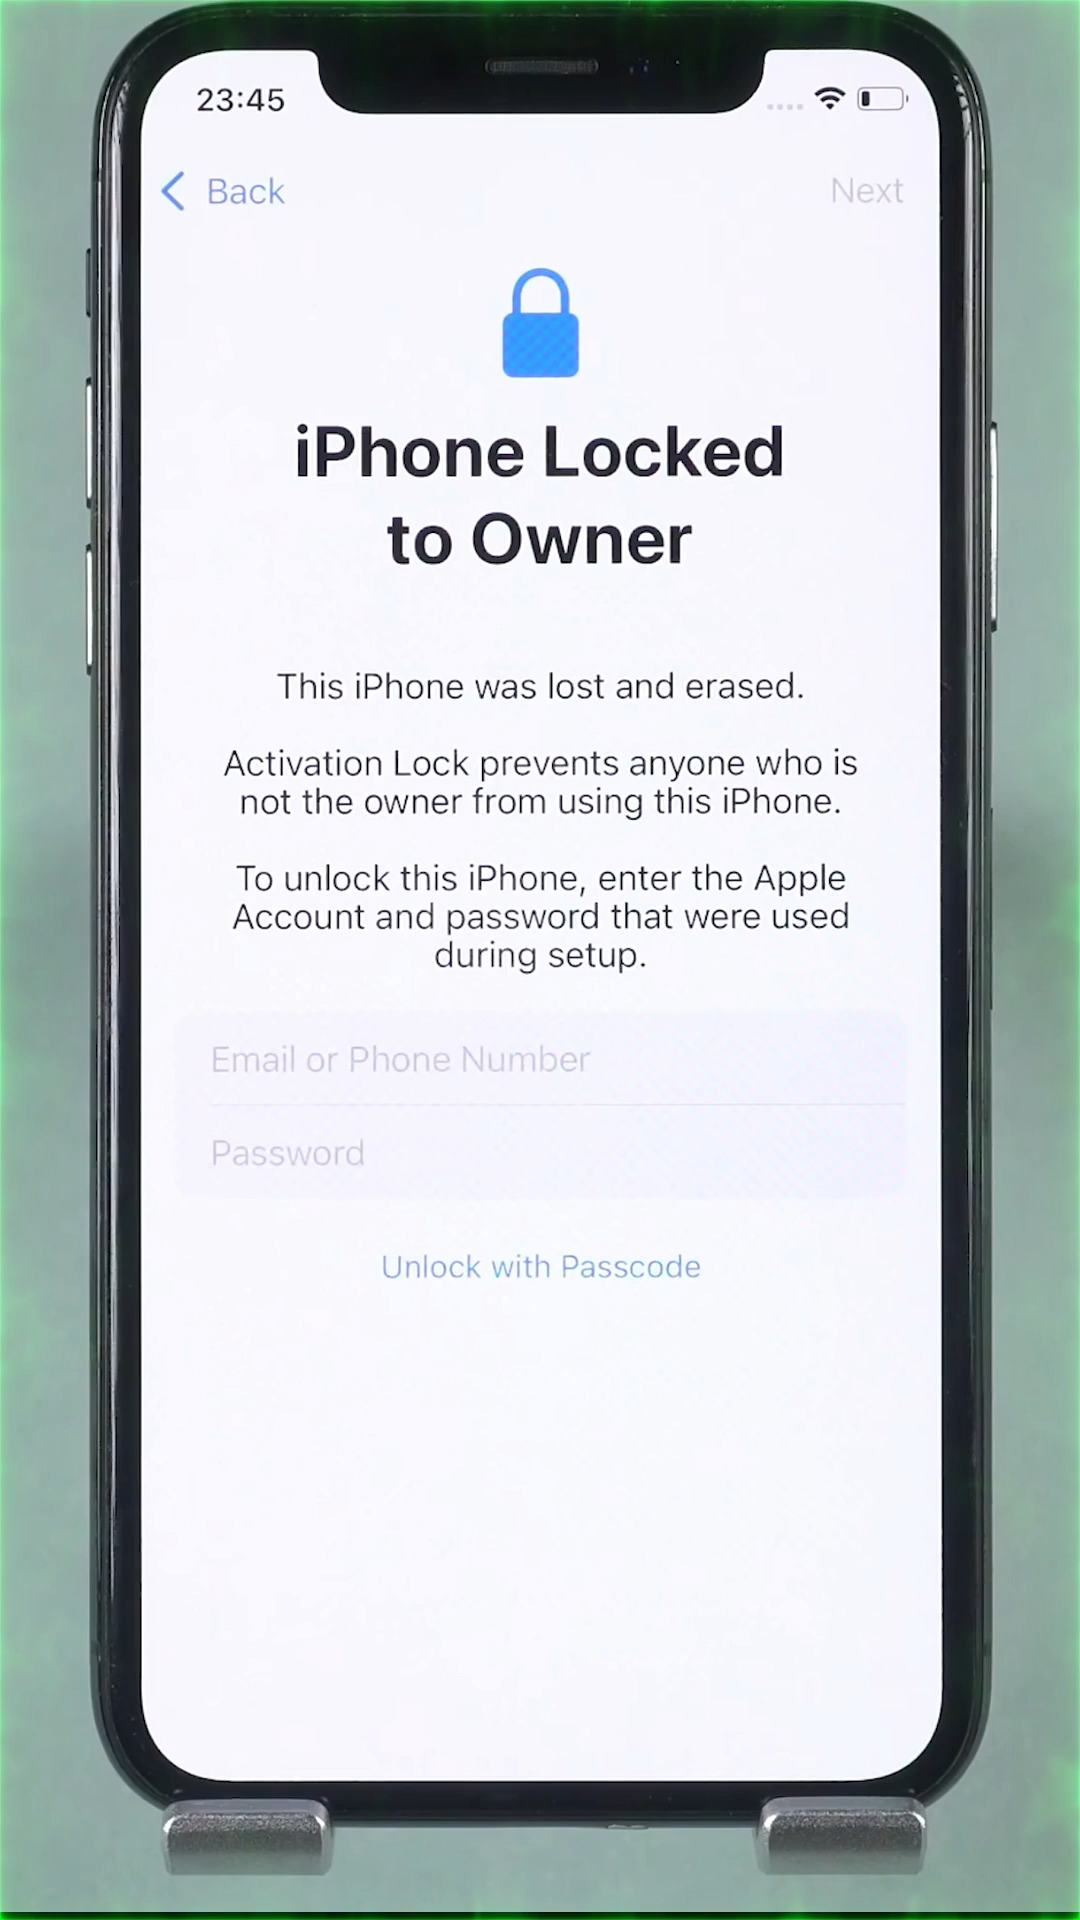 23:45
Back
Next
iPhone Locked
to Owner
This iPhone was lost and erased.
Activation Lock prevents anyone who is
not the owner from using this iPhone.
To unlock this iPhone, enter the Apple
Account and password that were used
during setup.
Email or Phone Number
Password
Unlock with Passcode